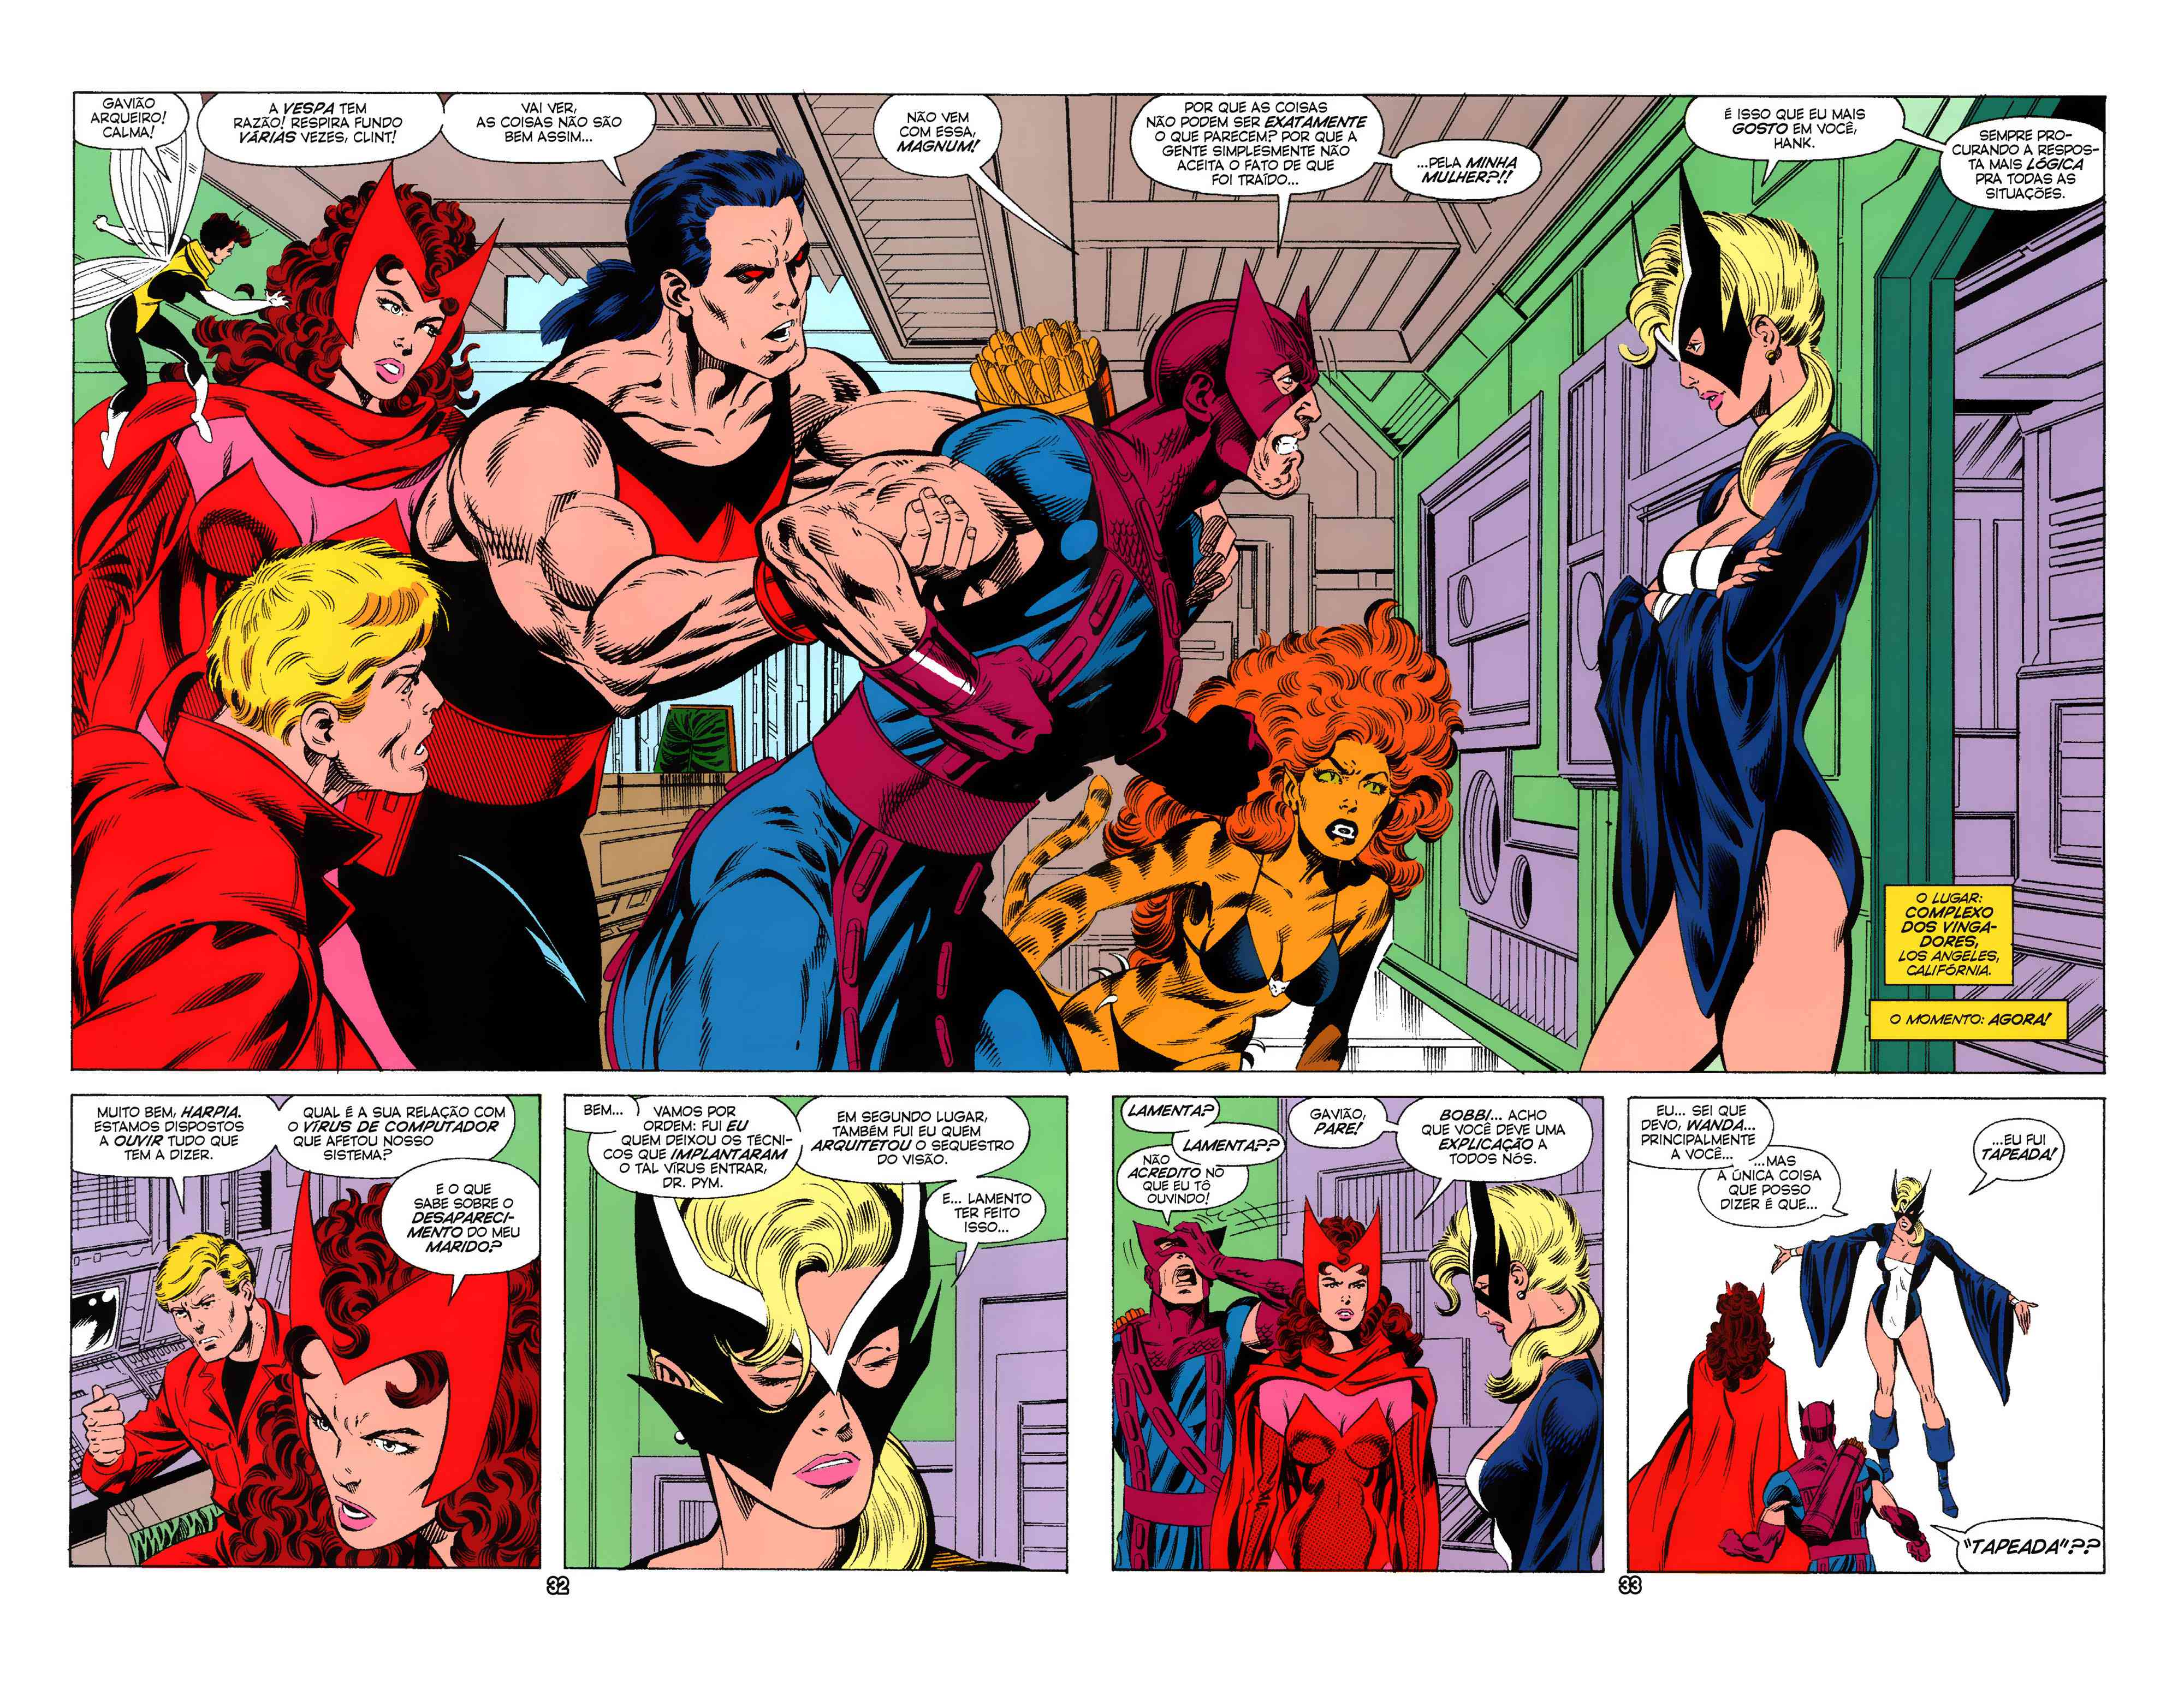 GAVIÃO
ARQUEIRO!
CALMA!
A VESPA TEM
RAZÃO! RESPIRA FUNDO
VÁRIAS VEZES, CLINT!
VAI VER,
AS COISAS NÃO SÃO
BEM ASSIM...
NÃO VEM
COM ESSA,
MAGNUM!
POR QUE AS COISAS
NÃO PODEM SER EXATAMENTE
O QUE PARECEM? POR QUE A
GENTE SIMPLESMENTE NÃO
ACEITA O FATO DE QUE
FOI TRAÍDO...
...PELA MINHA
MULHER?!!
É ISSO QUE EU MAIS
GOSTO EM VOCÊ,
HANK.
SEMPRE PRO-
CURANDO A RESPOS-
TA MAIS LÓGICA
PRA TODAS AS
SITUAÇÕES.
O LUGAR:
COMPLEXO
DOS VINGA-
DORES,
LOS ANGELES,
CALIFÓRNIA.
O MOMENTO: AGORA!
MUITO BEM, HARPIA.
ESTAMOS DISPOSTOS
A OUVIR TUDO QUE
TEM A DIZER.
QUAL É A SUA RELAÇÃO COM
O VÍRUS DE COMPUTADOR
QUE AFETOU NOSSO
SISTEMA?
E O QUE
SABE SOBRE O
DESAPARECI-
MENTO DO MEU
MARIDO?
BEM...
VAMOS POR
ORDEM: FUI EU
QUEM DEIXOU OS TÉCNI-
COS QUE IMPLANTARAM
O TAL VÍRUS ENTRAR,
DR. PYM.
EM SEGUNDO LUGAR,
TAMBÉM FUI EU QUEM
ARQUITETOU O SEQUESTRO
DO VISÃO.
E... LAMENTO
TER FEITO
ISSO...
LAMENTA?
LAMENTA??
NÃO
ACREDITO NO
QUE EU TÔ
OUVINDO!
GAVIÃO,
PARE!
BOBBI... ACHO
QUE VOCÊ DEVE UMA
EXPLICAÇÃO A
TODOS NÓS.
EU... SEI QUE
DEVO, WANDA...
PRINCIPALMENTE
A VOCÊ...
...MAS
A ÚNICA COISA
QUE POSSO
DIZER É QUE...
...EU FUI
TAPEADA!
"TAPEADA"??
32
33